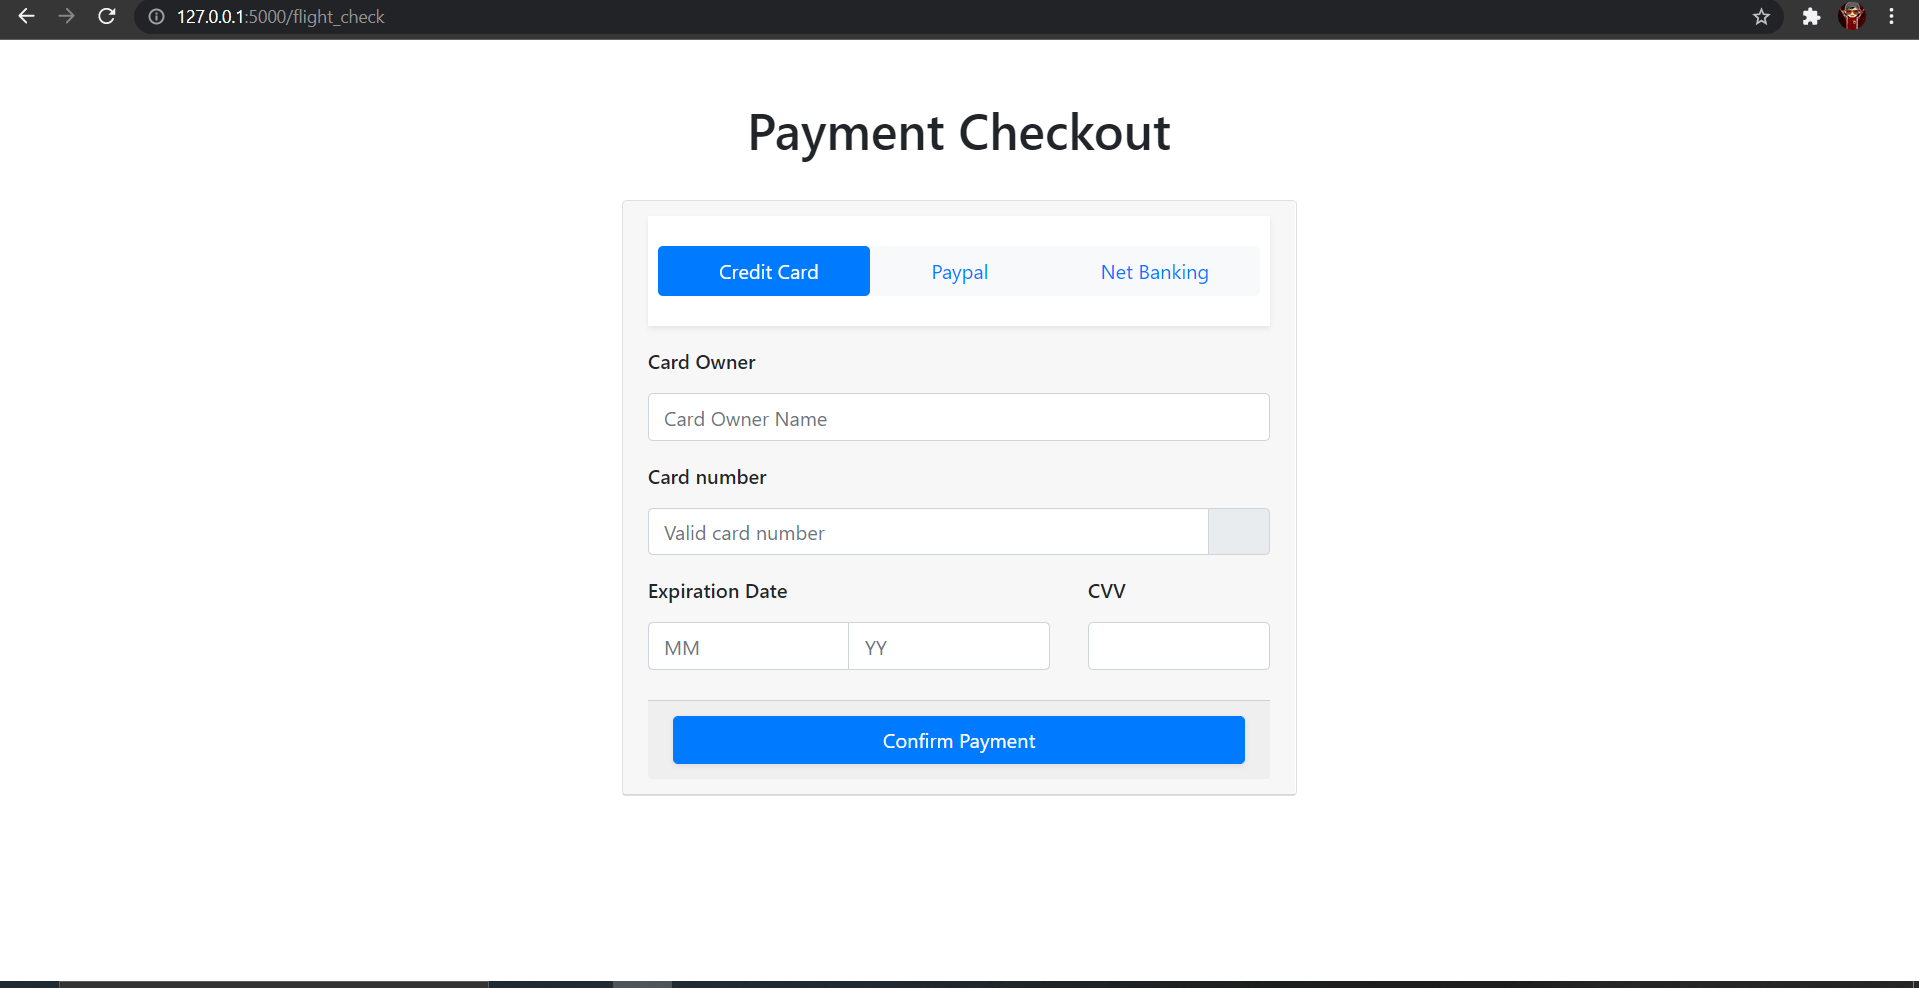 127.0.0.1:5000/flight_check
Payment Checkout
Credit Card Paypal Net Banking
Card Owner
Card Owner Name
Card number
Valid card number
Expiration Date CVV
MM YY
Confirm Payment